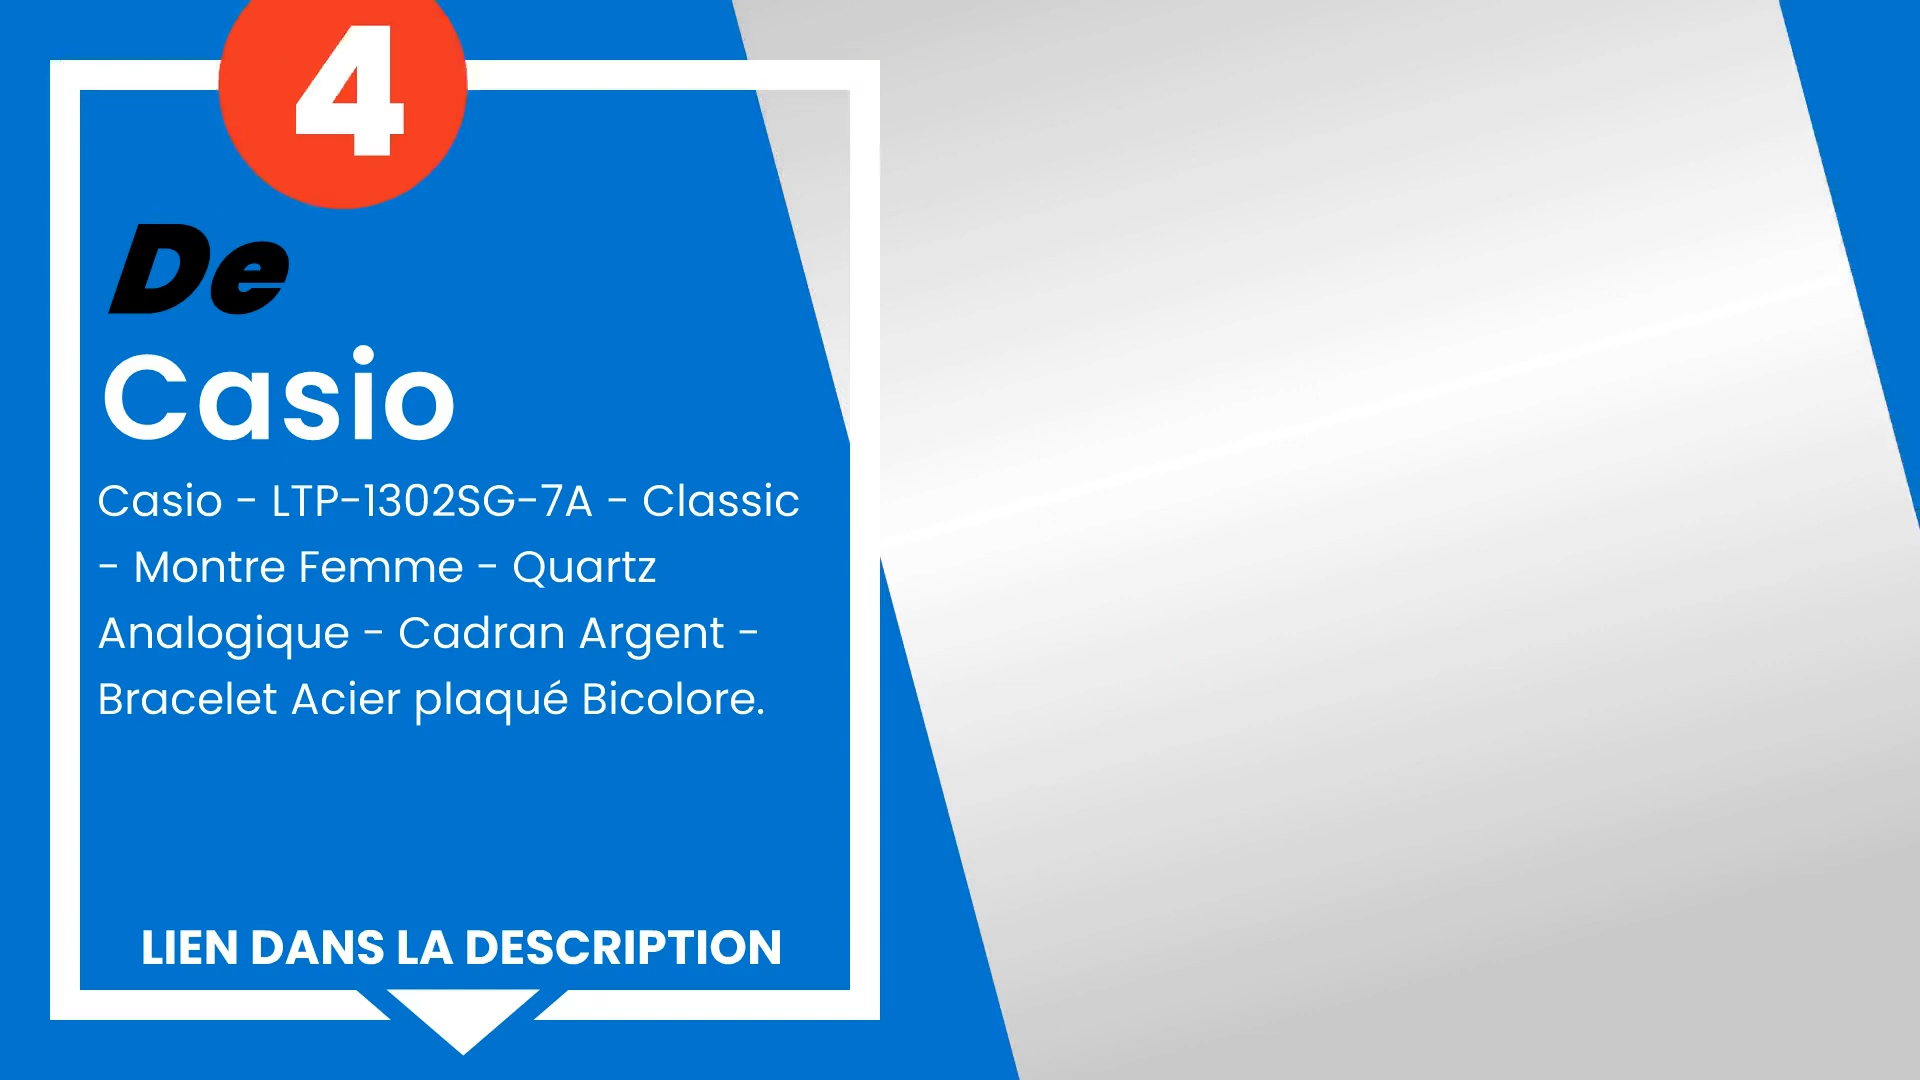 4
De
Casio
Casio - LTP-1302SG-7A - Classic
- Montre Femme - Quartz
Analogique - Cadran Argent -
Bracelet Acier plaqué Bicolore.
LIEN DANS LA DESCRIPTION